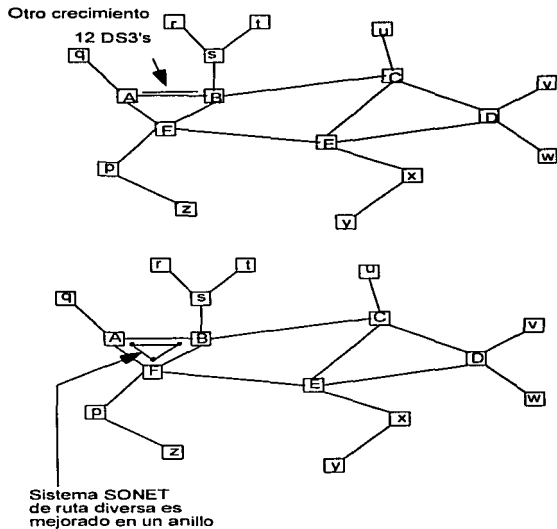 Otro crecimiento
12 DS3's
r
t
u
q
s
C
v
A
B
D
F
E
p
x
w
z
y
r
t
u
q
s
C
v
A
B
D
F
E
w
p
x
z
y
Sistema SONET
de ruta diversa es
mejorado en un anillo